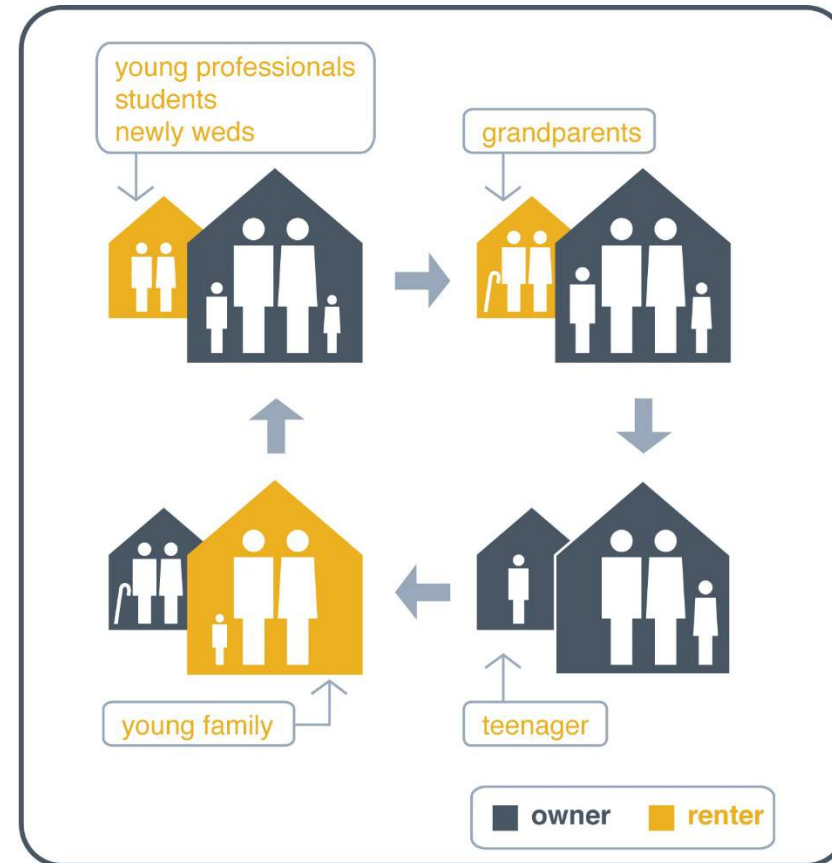 young professionals
students
newly weds
grandparents
young family
teenager
owner
renter